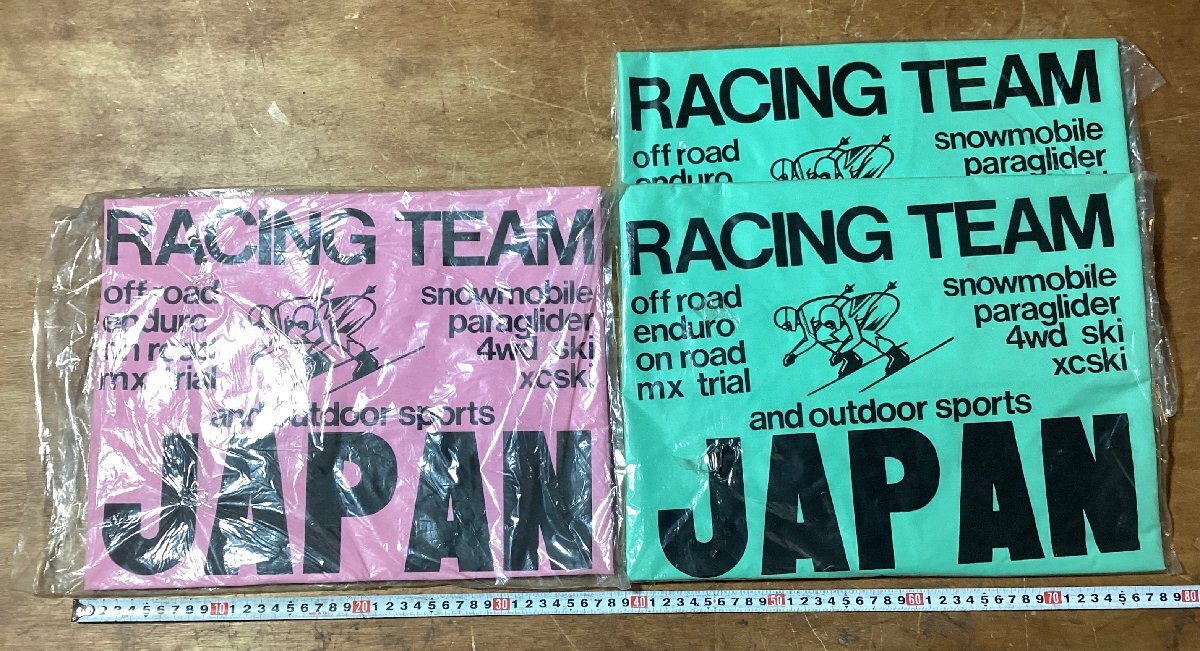 RACING TEAM
off road
enduro
snowmobile
paraglider
RACING TEAM
off road
enduro
on road
mx trial
snowmobile
paraglider
4wd ski
xcski
and outdoor sports
JAPAN
RACING TEAM
off road
enduro
on road
mx trial
snowmobile
paraglider
4wd ski
xcski
and outdoor sports
JAPAN
2 3 4 5 6 7 8 9 10 1 2 3 4 5 6 7 8 9 20 1 2 3 4 5 6 7 8 9 30 1 2 3 4 5 6 7 8 9 40 1 2 3 4 5 6 7 8 9 50 1 2 3 4 5 6 7 8 9 60 1 2 3 4 5 6 7 8 9 70 1 2 3 4 5 6 7 8 9 80